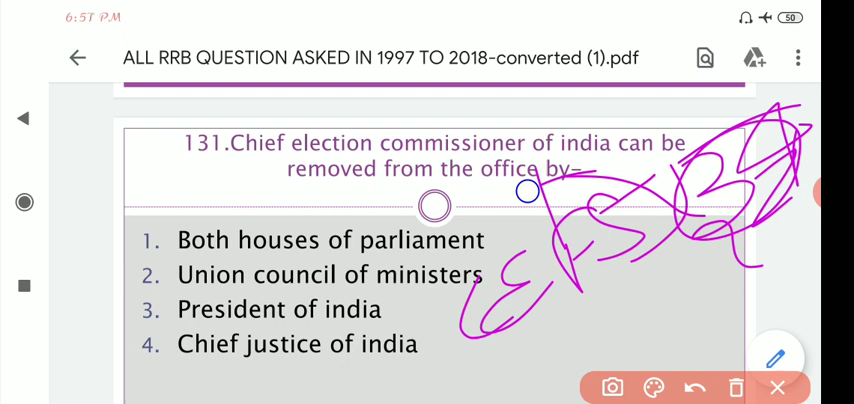 6:57 PM
50
ALL RRB QUESTION ASKED IN 1997 TO 2018-converted (1).pdf
131.Chief election commissioner of india can be
removed from the office by-
1. Both houses of parliament
2. Union council of ministers
3. President of india
4. Chief justice of india